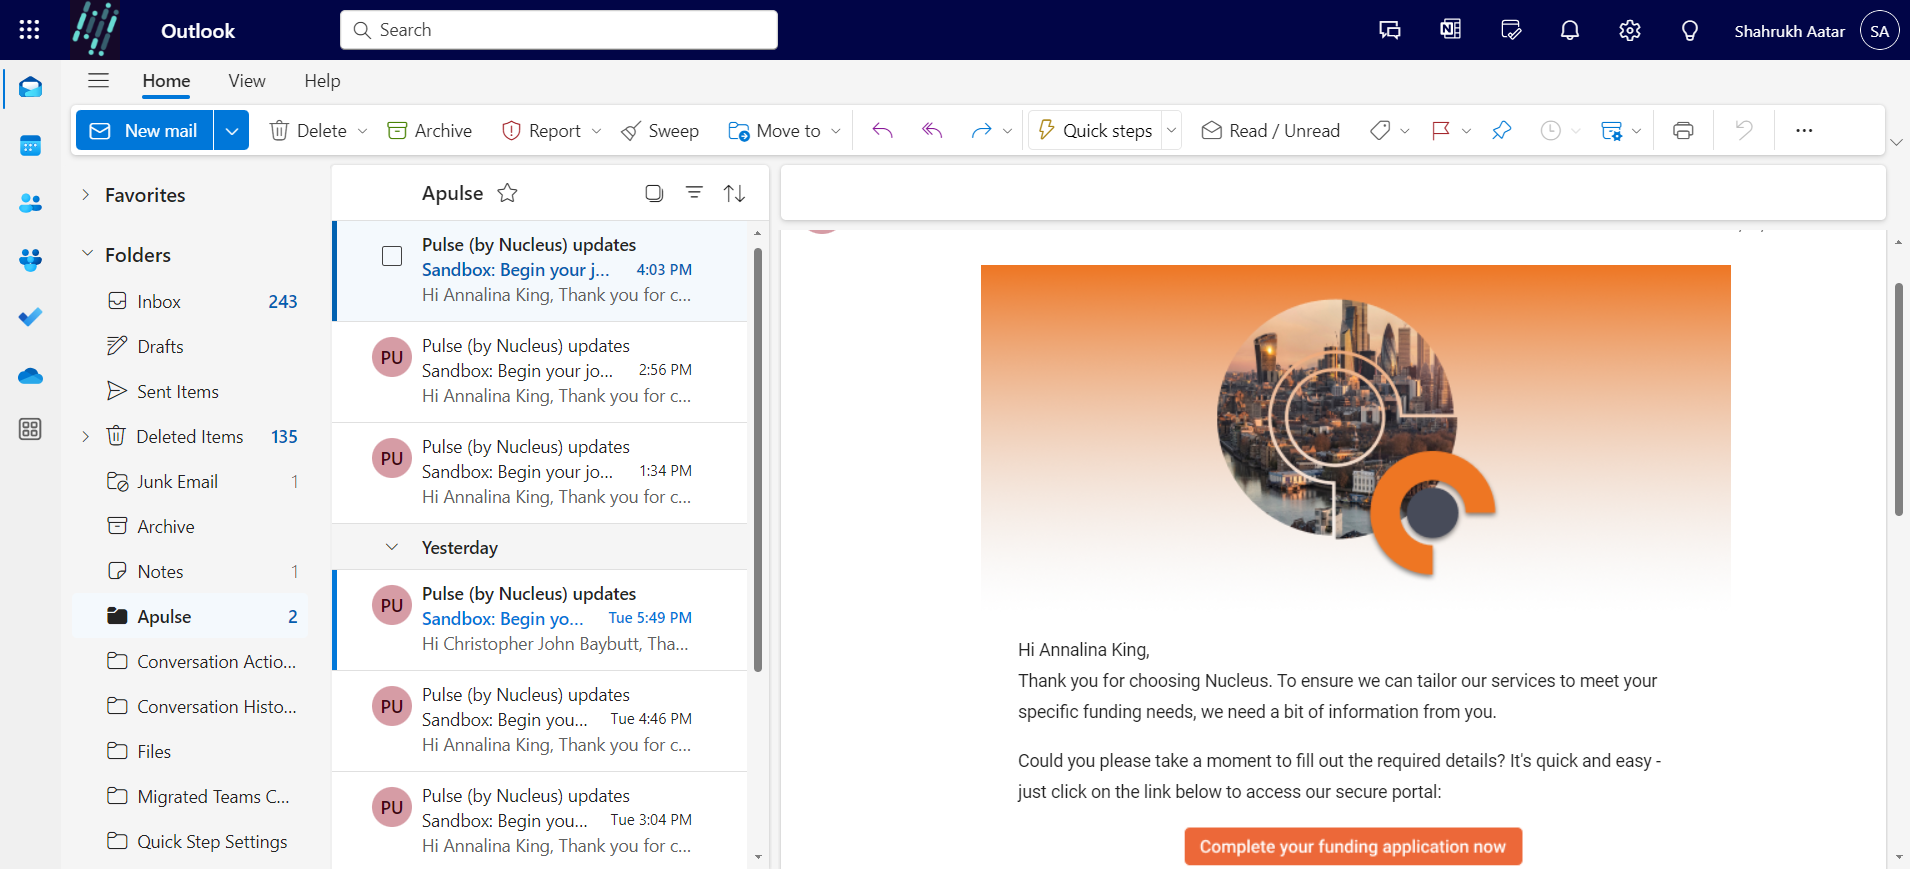 Outlook
Search
Shahrukh Aatar
SA
Home
View
Help
New mail
Delete
Archive
Report
Sweep
Move to
Quick steps
Read / Unread
Favorites
Folders
Inbox 243
Drafts
Sent Items
Deleted Items 135
Junk Email 1
Archive
Notes 1
Apulse 2
Conversation Actio...
Conversation Histo...
Files
Migrated Teams C...
Quick Step Settings
Apulse
Pulse (by Nucleus) updates
Sandbox: Begin your j... 4:03 PM
Hi Annalina King, Thank you for c...
PU
Pulse (by Nucleus) updates
Sandbox: Begin your jo... 2:56 PM
Hi Annalina King, Thank you for c...
PU
Pulse (by Nucleus) updates
Sandbox: Begin your jo... 1:34 PM
Hi Annalina King, Thank you for c...
Yesterday
PU
Pulse (by Nucleus) updates
Sandbox: Begin yo... Tue 5:49 PM
Hi Christopher John Baybutt, Tha...
PU
Pulse (by Nucleus) updates
Sandbox: Begin you... Tue 4:46 PM
Hi Annalina King, Thank you for c...
PU
Pulse (by Nucleus) updates
Sandbox: Begin you... Tue 3:04 PM
Hi Annalina King, Thank you for c...
Hi Annalina King,
Thank you for choosing Nucleus. To ensure we can tailor our services to meet your
specific funding needs, we need a bit of information from you.
Could you please take a moment to fill out the required details? It's quick and easy -
just click on the link below to access our secure portal:
Complete your funding application now